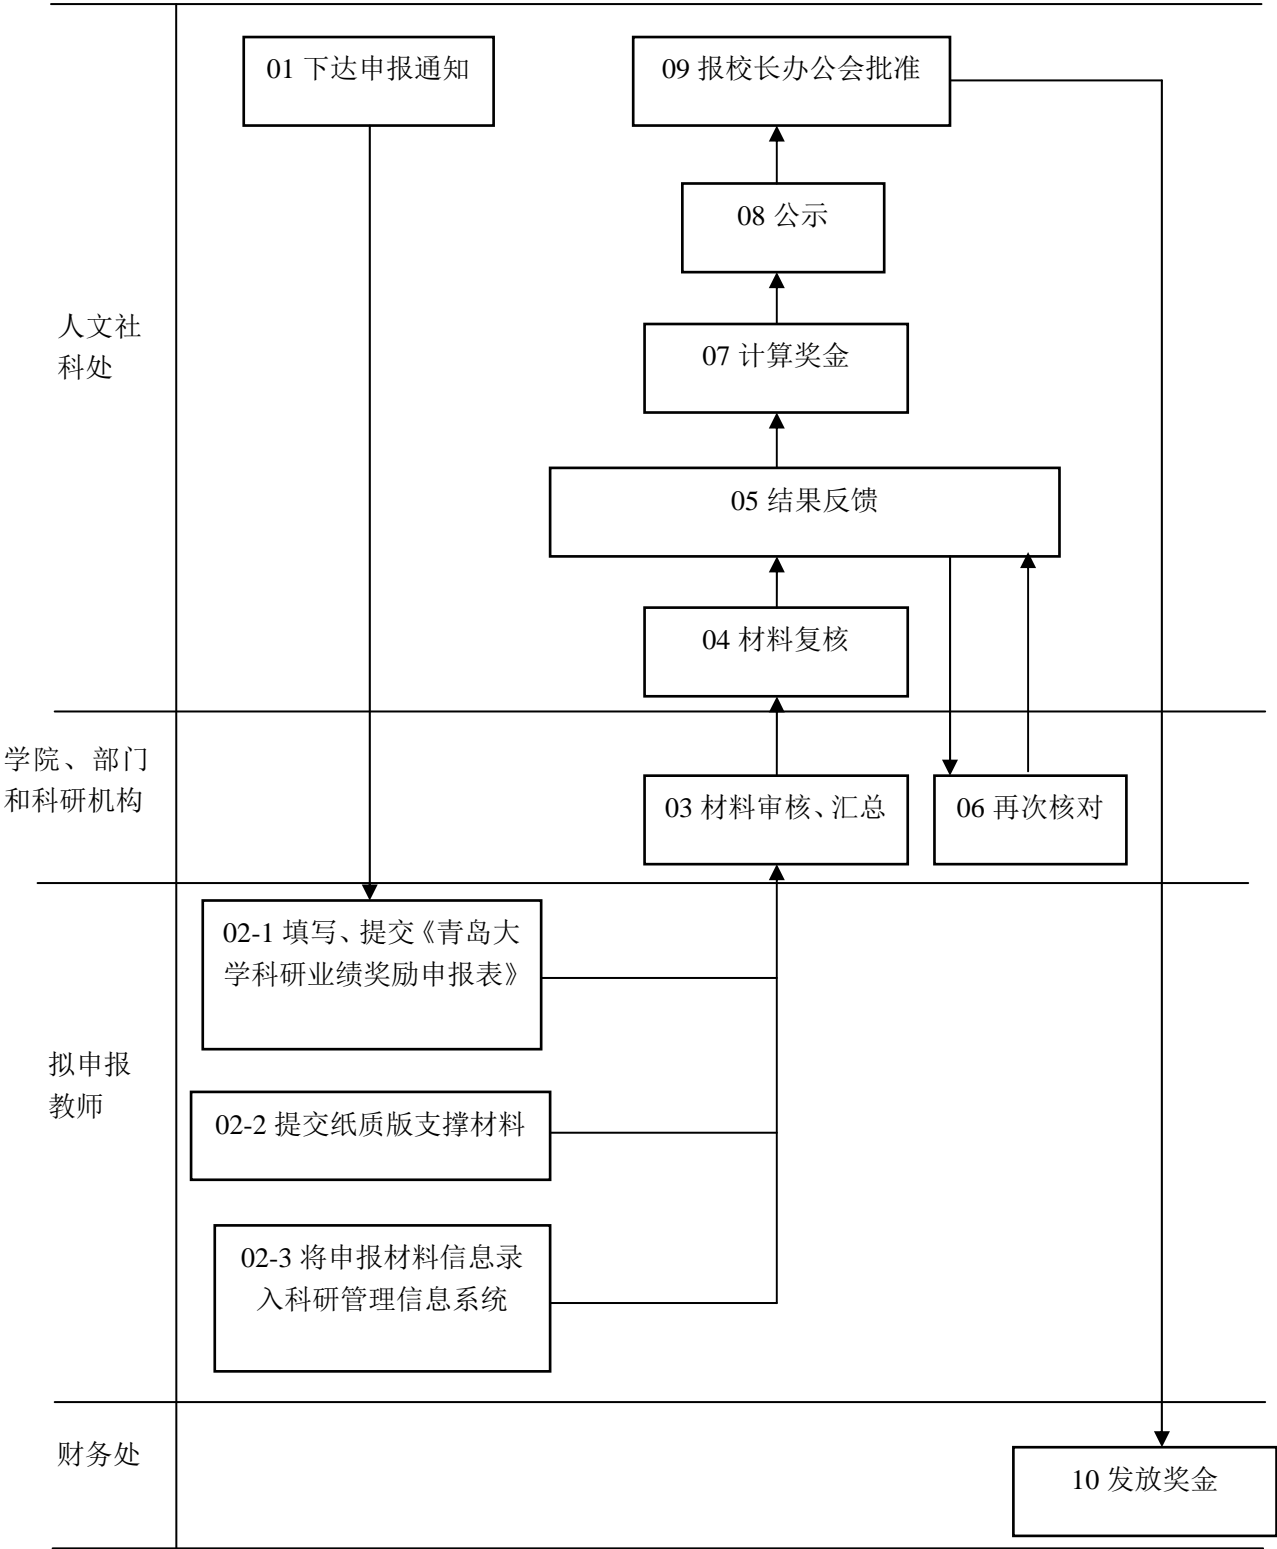 01 下达申报通知
09 报校长办公会批准
08 公示
人文社
科处
07 计算奖金
05 结果反馈
04 材料复核
学院、部门
和科研机构
03 材料审核、汇总
06 再次核对
02-1 填写、提交《青岛大
学科研业绩奖励申报表》
拟申报
教师
02-2 提交纸质版支撑材料
02-3 将申报材料信息录
入科研管理信息系统
财务处
10 发放奖金